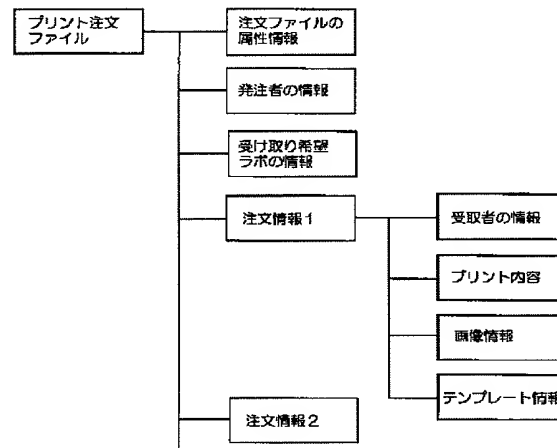 プリント注文
ファイル
注文ファイルの
属性情報
発注者の情報
受け取り希望
ラボの情報
注文情報1
受取者の情報
プリント内容
画像情報
テンプレート情報
注文情報2